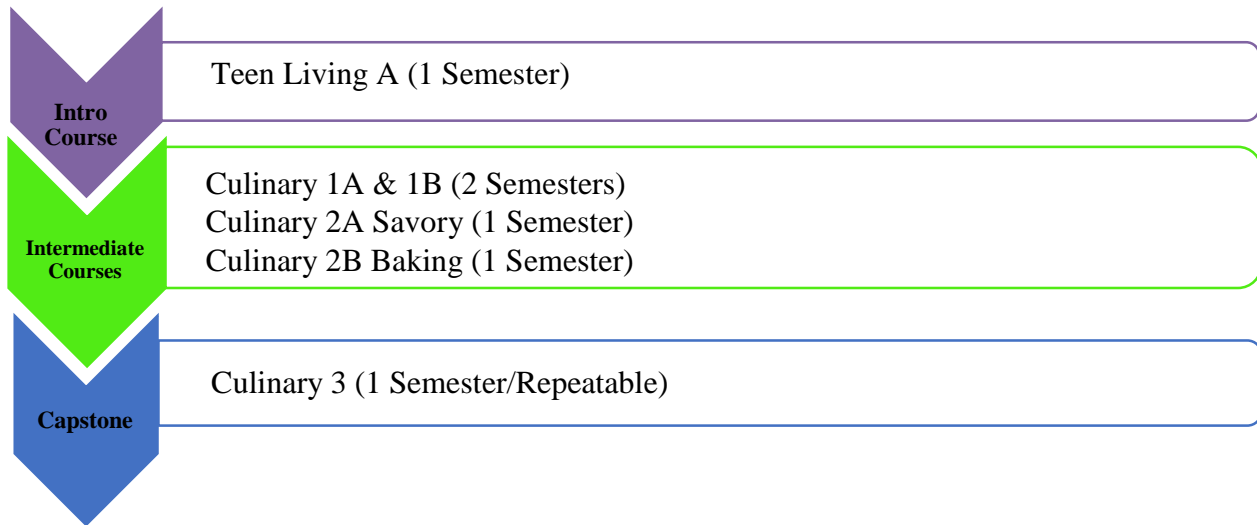 Intro
Course
Teen Living A (1 Semester)
Intermediate
Courses
Culinary 1A & 1B (2 Semesters)
Culinary 2A Savory (1 Semester)
Culinary 2B Baking (1 Semester)
Capstone
Culinary 3 (1 Semester/Repeatable)